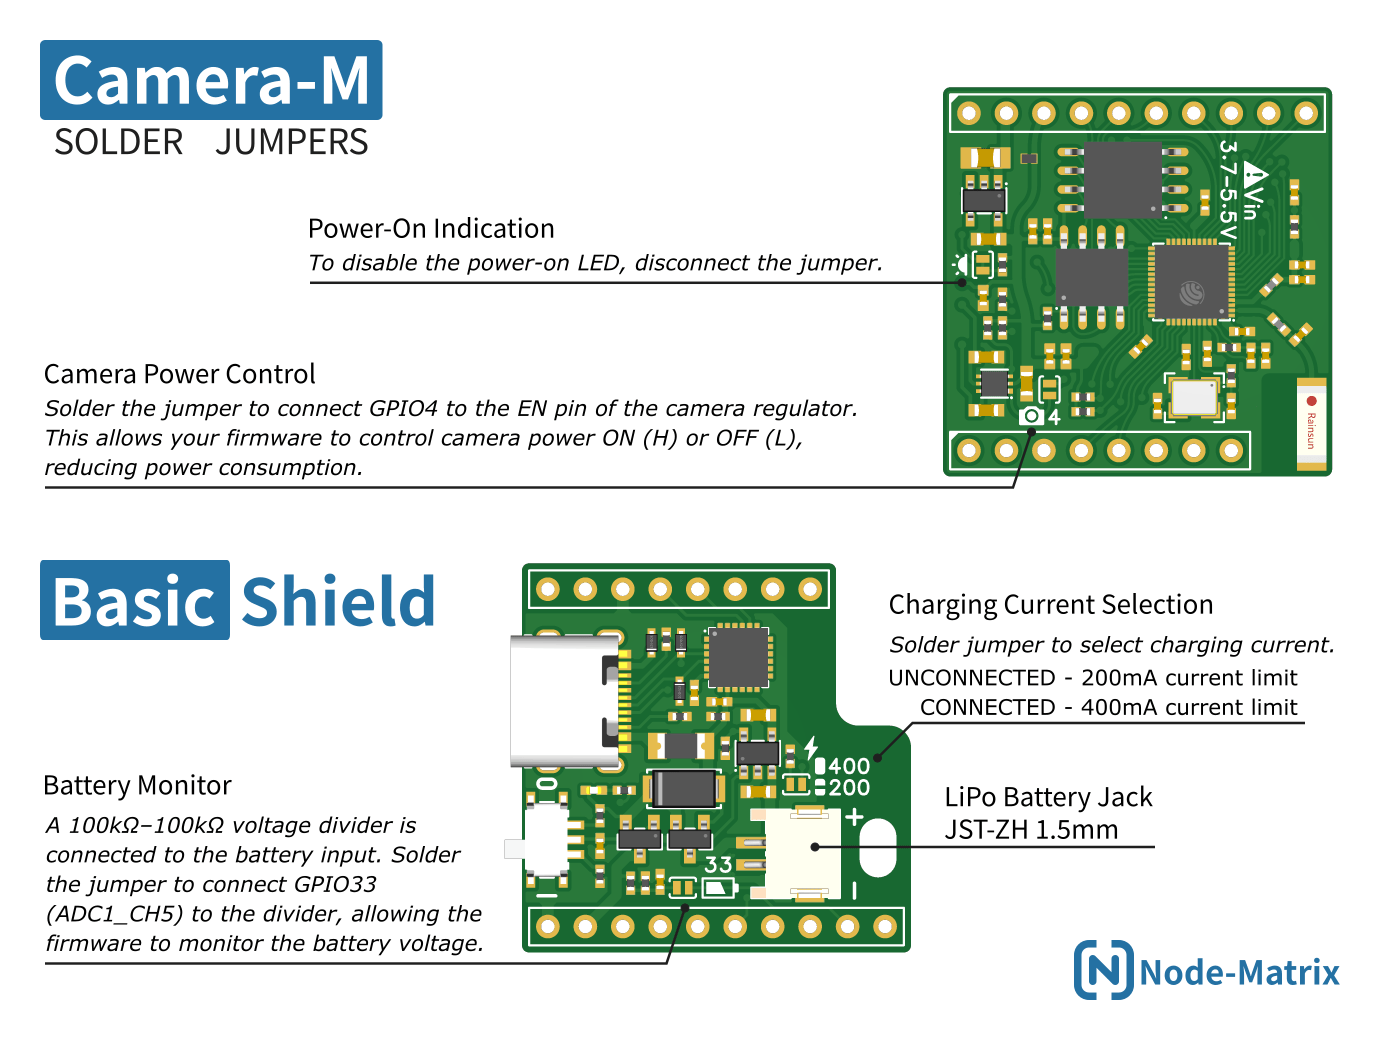 Camera-M
SOLDER JUMPERS
Power-On Indication
To disable the power-on LED, disconnect the jumper.
Camera Power Control
Solder the jumper to connect GPIO4 to the EN pin of the camera regulator.
This allows your firmware to control camera power ON (H) or OFF (L),
reducing power consumption.
3.7-5.5V
Vin
4
Rainsun
Basic Shield
Charging Current Selection
Solder jumper to select charging current.
UNCONNECTED - 200mA current limit
CONNECTED - 400mA current limit
400
200
LiPo Battery Jack
JST-ZH 1.5mm
Battery Monitor
A 100kΩ–100kΩ voltage divider is
connected to the battery input. Solder
the jumper to connect GPIO33
(ADC1_CH5) to the divider, allowing the
firmware to monitor the battery voltage.
0
I
33
+
-
Node-Matrix